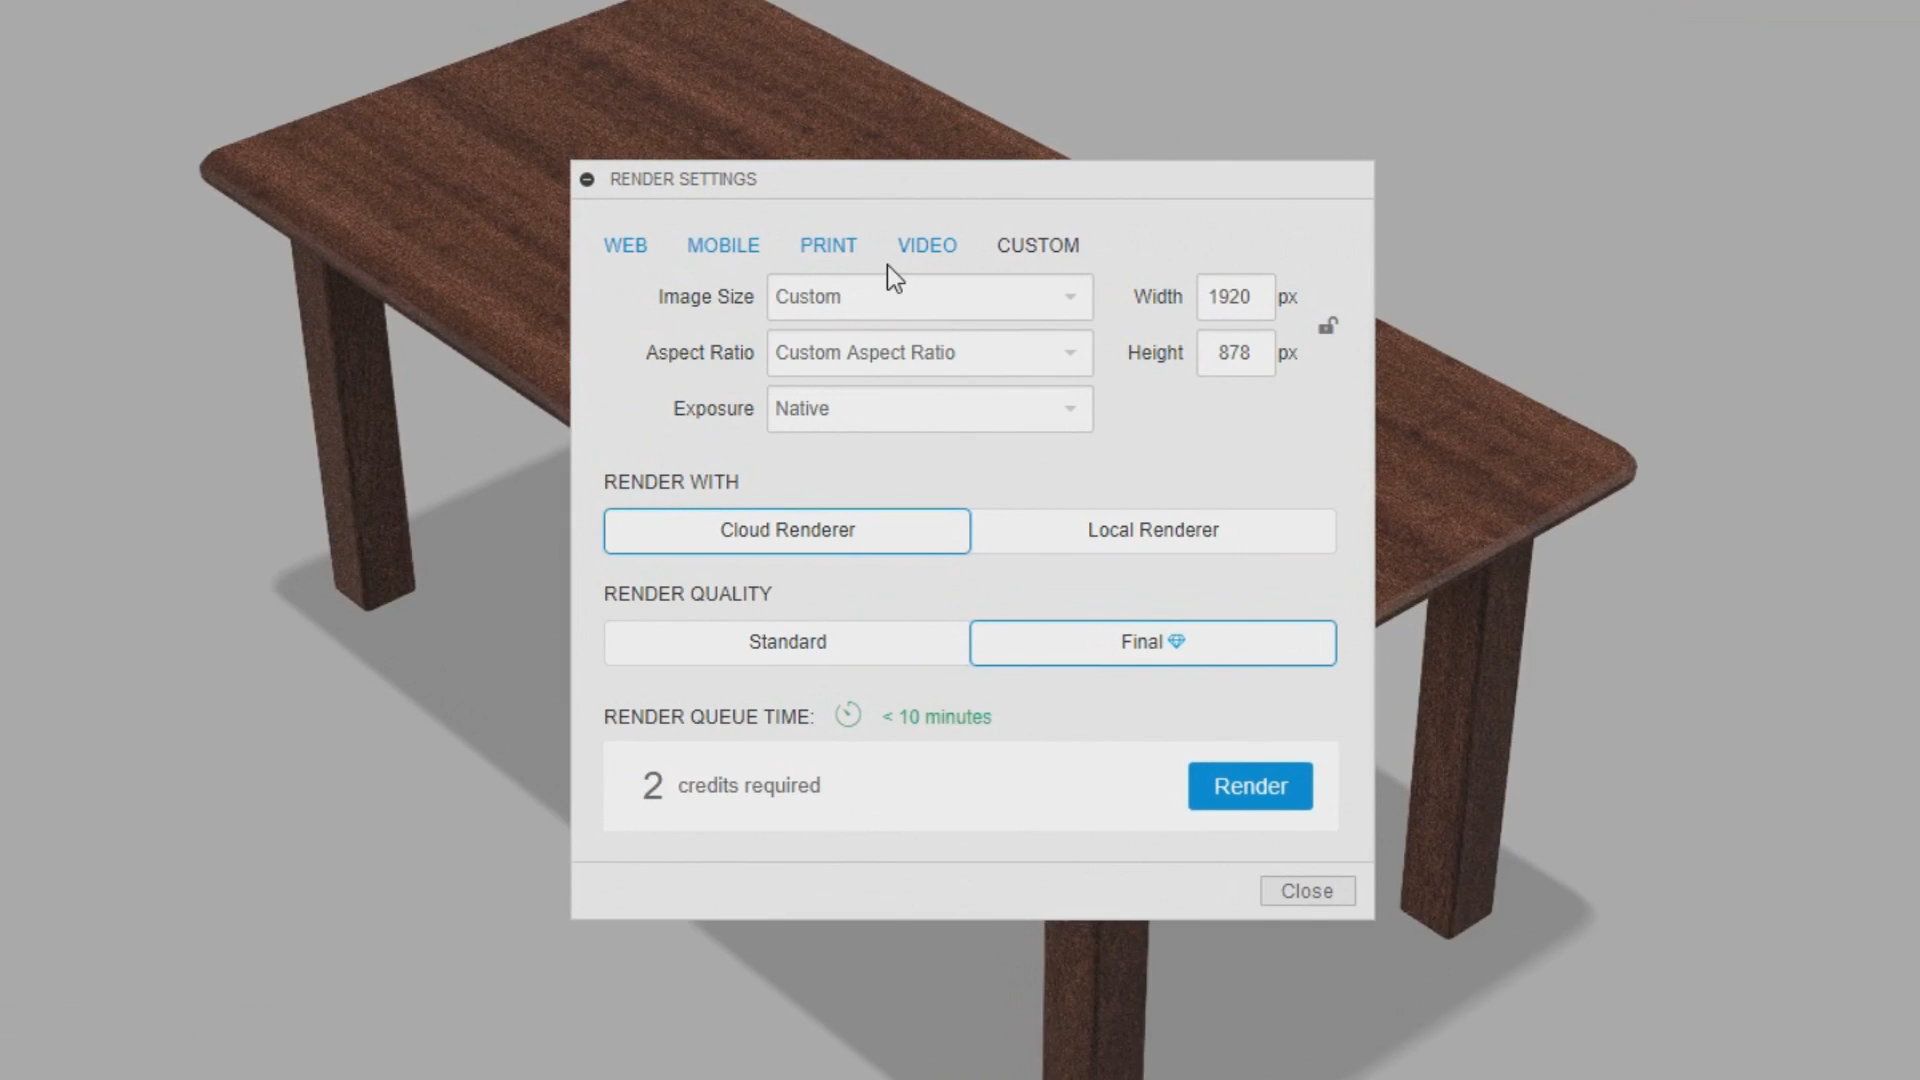 RENDER SETTINGS
WEB MOBILE PRINT VIDEO CUSTOM
Image Size Custom Width 1920 px
Aspect Ratio Custom Aspect Ratio Height 878 px
Exposure Native
RENDER WITH
Cloud Renderer Local Renderer
RENDER QUALITY
Standard Final
RENDER QUEUE TIME: < 10 minutes
2 credits required Render
Close